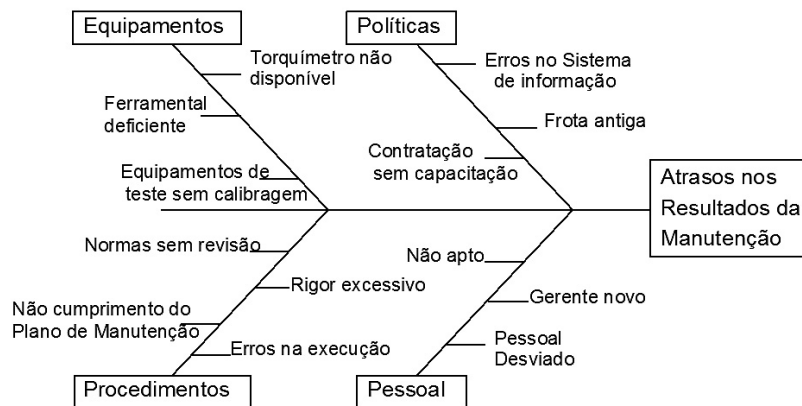 Equipamentos
Políticas
Torquímetro não
disponível
Erros no Sistema
de informação
Ferramental
deficiente
Frota antiga
Contratação
sem capacitação
Equipamentos de
teste sem calibragem
Atrasos nos
Resultados da
Manutenção
Normas sem revisão
Não apto
Rigor excessivo
Gerente novo
Não cumprimento do
Plano de Manutenção
Erros na execução
Pessoal
Desviado
Procedimentos
Pessoal